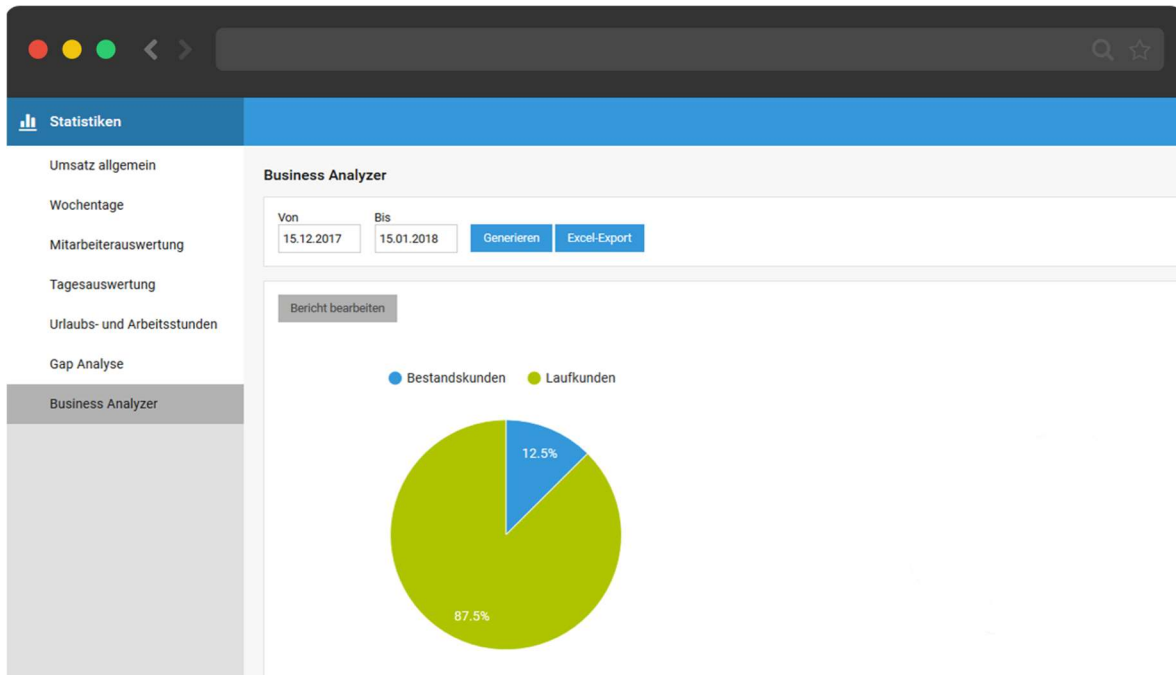 Statistiken
Umsatz allgemein
Wochentage
Mitarbeiterauswertung
Tagesauswertung
Urlaubs- und Arbeitsstunden
Gap Analyse
Business Analyzer
Business Analyzer
Von Bis
15.12.2017 15.01.2018 Generieren Excel-Export
Bericht bearbeiten
Bestandskunden Laufkunden
12.5%
87.5%